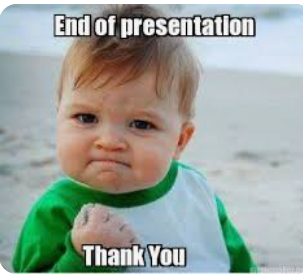 End of presentation
Thank You